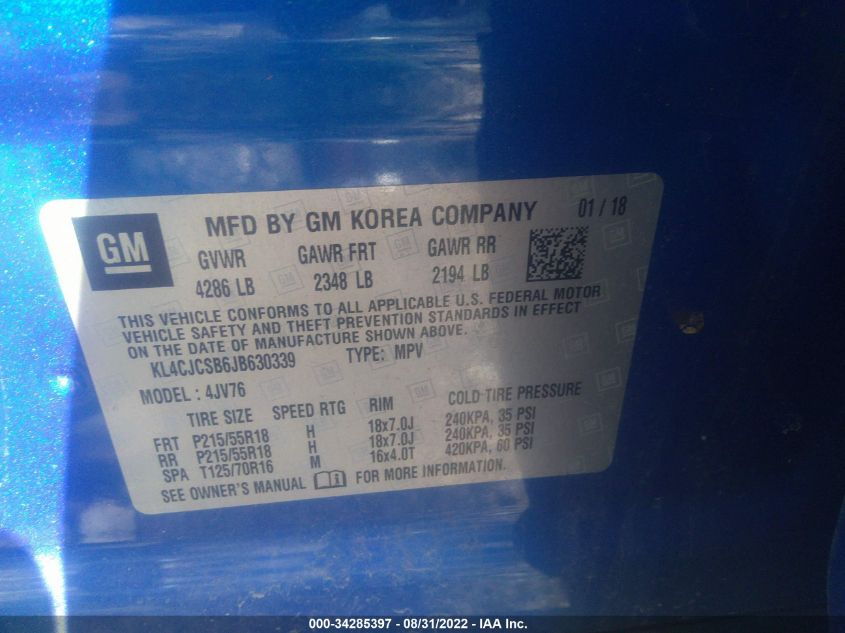 GM
MFD BY GM KOREA COMPANY 01 / 18
GVWR GAWR FRT GAWR RR
4286 LB 2348 LB 2194 LB
THIS VEHICLE CONFORMS TO ALL APPLICABLE U.S. FEDERAL MOTOR
VEHICLE SAFETY AND THEFT PREVENTION STANDARDS IN EFFECT
ON THE DATE OF MANUFACTURE SHOWN ABOVE.
KL4CJCSB6JB630339 TYPE: MPV
MODEL : 4JV76
TIRE SIZE SPEED RTG RIM COLD TIRE PRESSURE
FRT P215/55R18 H 18x7.0J 240KPA, 35 PSI
RR P215/55R18 H 18x7.0J 240KPA, 35 PSI
SPA T125/70R16 M 16x4.0T 420KPA, 60 PSI
SEE OWNER'S MANUAL FOR MORE INFORMATION.
000-34285397 - 08/31/2022 - IAA Inc.